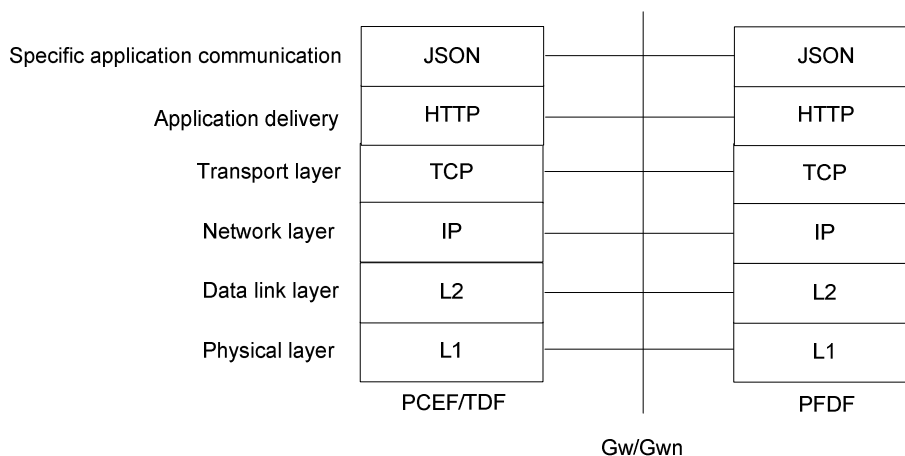 Specific application communication JSON JSON
Application delivery HTTP HTTP
Transport layer TCP TCP
Network layer IP IP
Data link layer L2 L2
Physical layer L1 L1
PCEF/TDF PFDF
Gw/Gwn